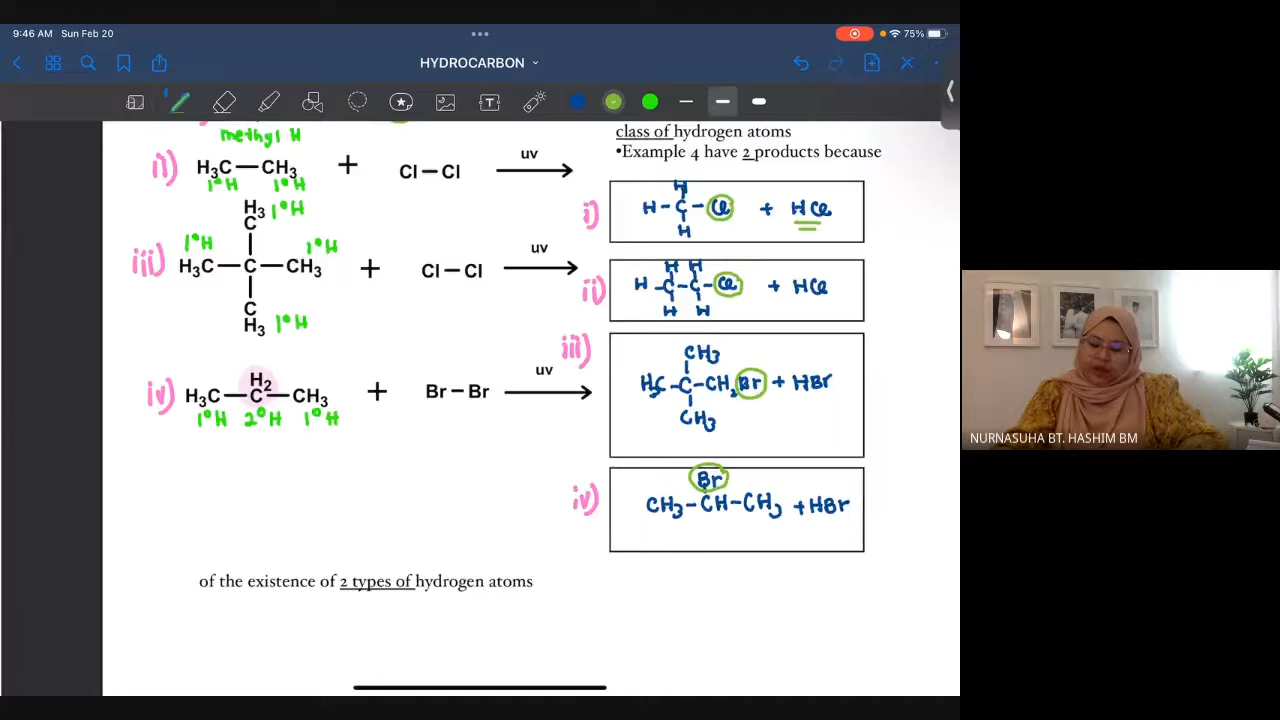 9:46 AM Sun Feb 20
75%
HYDROCARBON
T
class of hydrogen atoms
•Example 4 have 2 products because
methyl H
ii) H3C — CH3 + Cl — Cl uv
1°H 1°H
i) H
H - C - Cl + HCl
H
iii) H3 1°H
C
1°H 1°H
H3C — C — CH3 + Cl — Cl uv
C
H3 1°H
ii) H H
H - C - C - Cl + HCl
H H
iii) CH3
H3C - C - CH2 Br + HBr
CH3
iv) H2
H3C — C — CH3 + Br — Br uv
1°H 2°H 1°H
iv) Br
CH3 - CH - CH3 + HBr
of the existence of 2 types of hydrogen atoms
NURNASUHA BT. HASHIM BM